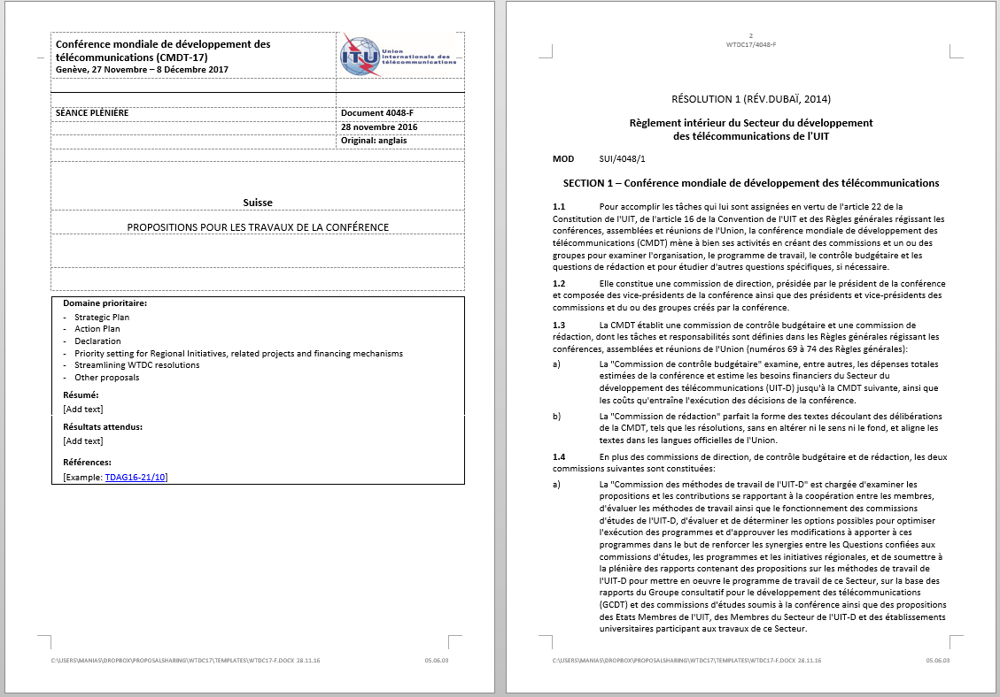 Conférence mondiale de développement des
télécommunications (CMDT-17)
Genève, 27 Novembre – 8 Décembre 2017
ITU
Union
internationale des
télécommunications
SÉANCE PLÉNIÈRE
Document 4048-F
28 novembre 2016
Original: anglais
Suisse
PROPOSITIONS POUR LES TRAVAUX DE LA CONFÉRENCE
Domaine prioritaire:
- Strategic Plan
- Action Plan
- Declaration
- Priority setting for Regional Initiatives, related projects and financing mechanisms
- Streamlining WTDC resolutions
- Other proposals
Résumé:
[Add text]
Résultats attendus:
[Add text]
Références:
[Example: TDAG16-21/10]
C:\USERS\MANIAS\DROPBOX\PROPOSALSHARING\WTDC17\TEMPLATES\WTDC17-F.DOCX 28.11.16 05.06.03
2
WTDC17/4048-F
RÉSOLUTION 1 (RÉV.DUBAÏ, 2014)
Règlement intérieur du Secteur du développement
des télécommunications de l'UIT
MOD SUI/4048/1
SECTION 1 – Conférence mondiale de développement des télécommunications
1.1 Pour accomplir les tâches qui lui sont assignées en vertu de l'article 22 de la
Constitution de l'UIT, de l'article 16 de la Convention de l'UIT et des Règles générales régissant les
conférences, assemblées et réunions de l'Union, la conférence mondiale de développement des
télécommunications (CMDT) mène à bien ses activités en créant des commissions et un ou des
groupes pour examiner l'organisation, le programme de travail, le contrôle budgétaire et les
questions de rédaction et pour étudier d'autres questions spécifiques, si nécessaire.
1.2 Elle constitue une commission de direction, présidée par le président de la conférence
et composée des vice-présidents de la conférence ainsi que des présidents et vice-présidents des
commissions et du ou des groupes créés par la conférence.
1.3 La CMDT établit une commission de contrôle budgétaire et une commission de
rédaction, dont les tâches et responsabilités sont définies dans les Règles générales régissant les
conférences, assemblées et réunions de l'Union (numéros 69 à 74 des Règles générales):
a) La "Commission de contrôle budgétaire" examine, entre autres, les dépenses totales
estimées de la conférence et estime les besoins financiers du Secteur du
développement des télécommunications (UIT-D) jusqu'à la CMDT suivante, ainsi que
les coûts qu'entraîne l'exécution des décisions de la conférence.
b) La "Commission de rédaction" parfait la forme des textes découlant des délibérations
de la CMDT, tels que les résolutions, sans en altérer ni le sens ni le fond, et aligne les
textes dans les langues officielles de l'Union.
1.4 En plus des commissions de direction, de contrôle budgétaire et de rédaction, les deux
commissions suivantes sont constituées:
a) La "Commission des méthodes de travail de l'UIT-D" est chargée d'examiner les
propositions et les contributions se rapportant à la coopération entre les membres,
d'évaluer les méthodes de travail ainsi que le fonctionnement des commissions
d'études de l'UIT-D, d'évaluer et de déterminer les options possibles pour optimiser
l'exécution des programmes et d'approuver les modifications à apporter à ces
programmes dans le but de renforcer les synergies entre les Questions confiées aux
commissions d'études, les programmes et les initiatives régionales, et de soumettre à
la plénière des rapports contenant des propositions sur les méthodes de travail de
l'UIT-D pour mettre en oeuvre le programme de travail de ce Secteur, sur la base des
rapports du Groupe consultatif pour le développement des télécommunications
(GCDT) et des commissions d'études soumis à la conférence ainsi que des propositions
des Etats Membres de l'UIT, des Membres du Secteur de l'UIT-D et des établissements
universitaires participant aux travaux de ce Secteur.
C:\USERS\MANIAS\DROPBOX\PROPOSALSHARING\WTDC17\TEMPLATES\WTDC17-F.DOCX 28.11.16 05.06.03